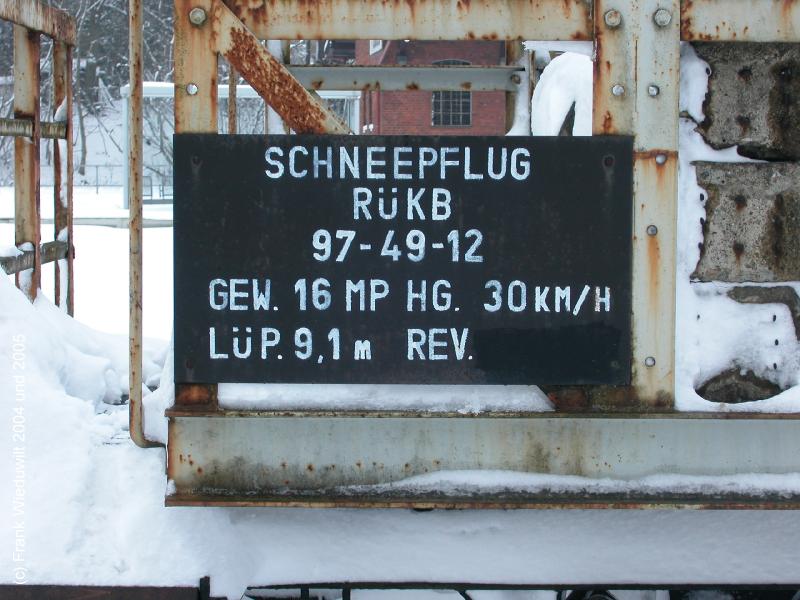 SCHNEEPFLUG
RüKB
97-49-12
GEW. 16 MP HG. 30 KM/H
LüP. 9,1 m REV.
(c) Frank Wieduwilt 2004 und 2005